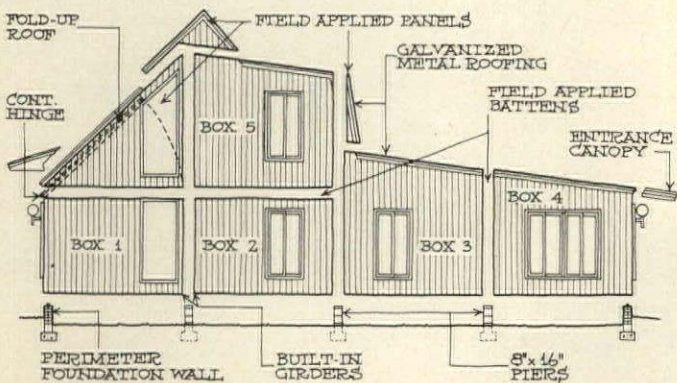 FOLD-UP
ROOF
FIELD APPLIED PANELS
GALVANIZED
METAL ROOFING
CONT.
HINGE
FIELD APPLIED
BATTENS
ENTRANCE
CANOPY
BOX 5
BOX 4
BOX 1
BOX 2
BOX 3
PERIMETER
FOUNDATION WALL
BUILT-IN
GIRDERS
8" x 16"
PIERS